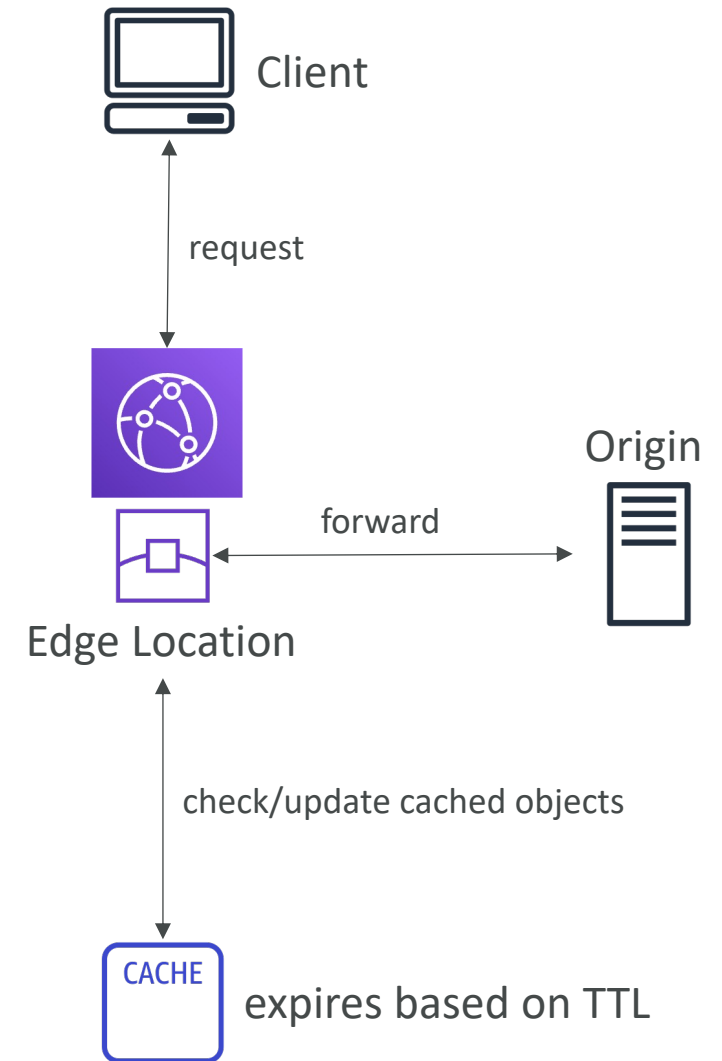 Client
request
Origin
forward
Edge Location
check/update cached objects
CACHE
expires based on TTL